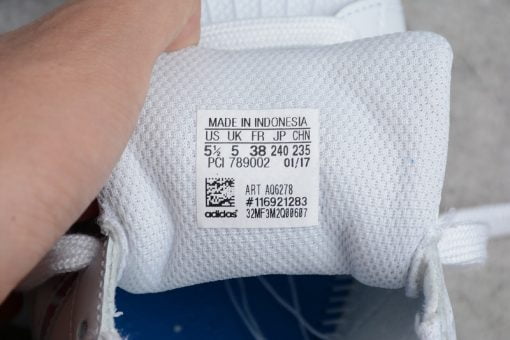 MADE IN INDONESIA
US UK FR JP CHN
5½ 5 38 240 235
PCI 789002 01/17
ART AQ6278
#116921283
adidas 32MF3M2Q00607